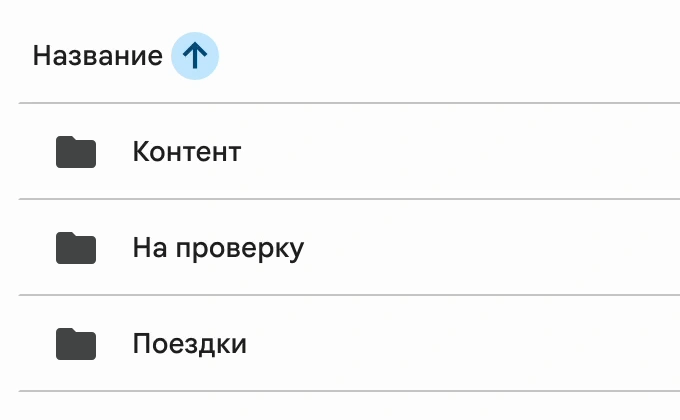 Название
Контент
На проверку
Поездки